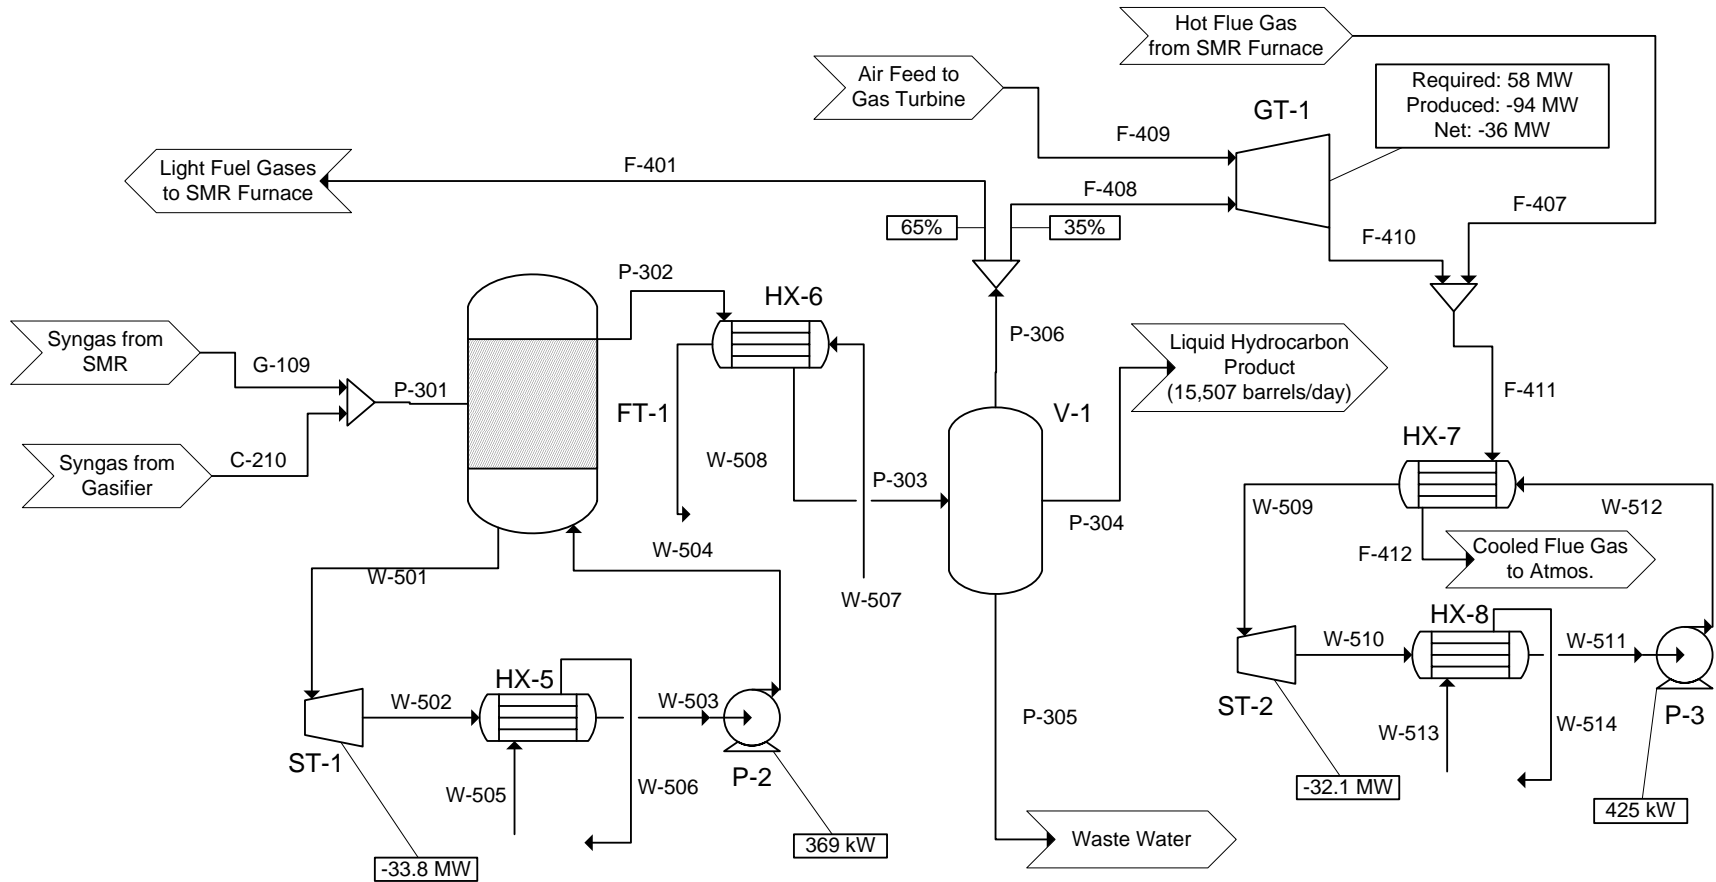 Hot Flue Gas
from SMR Furnace
Air Feed to
Gas Turbine
Required: 58 MW
Produced: -94 MW
Net: -36 MW
GT-1
F-409
Light Fuel Gases
to SMR Furnace
F-401
F-408
F-407
65%
35%
F-410
P-302
HX-6
Syngas from
SMR
G-109
P-301
P-306
Liquid Hydrocarbon
Product
(15,507 barrels/day)
F-411
FT-1
V-1
HX-7
Syngas from
Gasifier
C-210
W-508
P-303
P-304
W-509
W-512
W-504
F-412
Cooled Flue Gas
to Atmos.
W-501
W-507
HX-8
W-510
W-511
HX-5
W-502
W-503
ST-2
P-3
P-305
W-513
W-514
ST-1
P-2
W-505
W-506
-32.1 MW
425 kW
Waste Water
369 kW
-33.8 MW